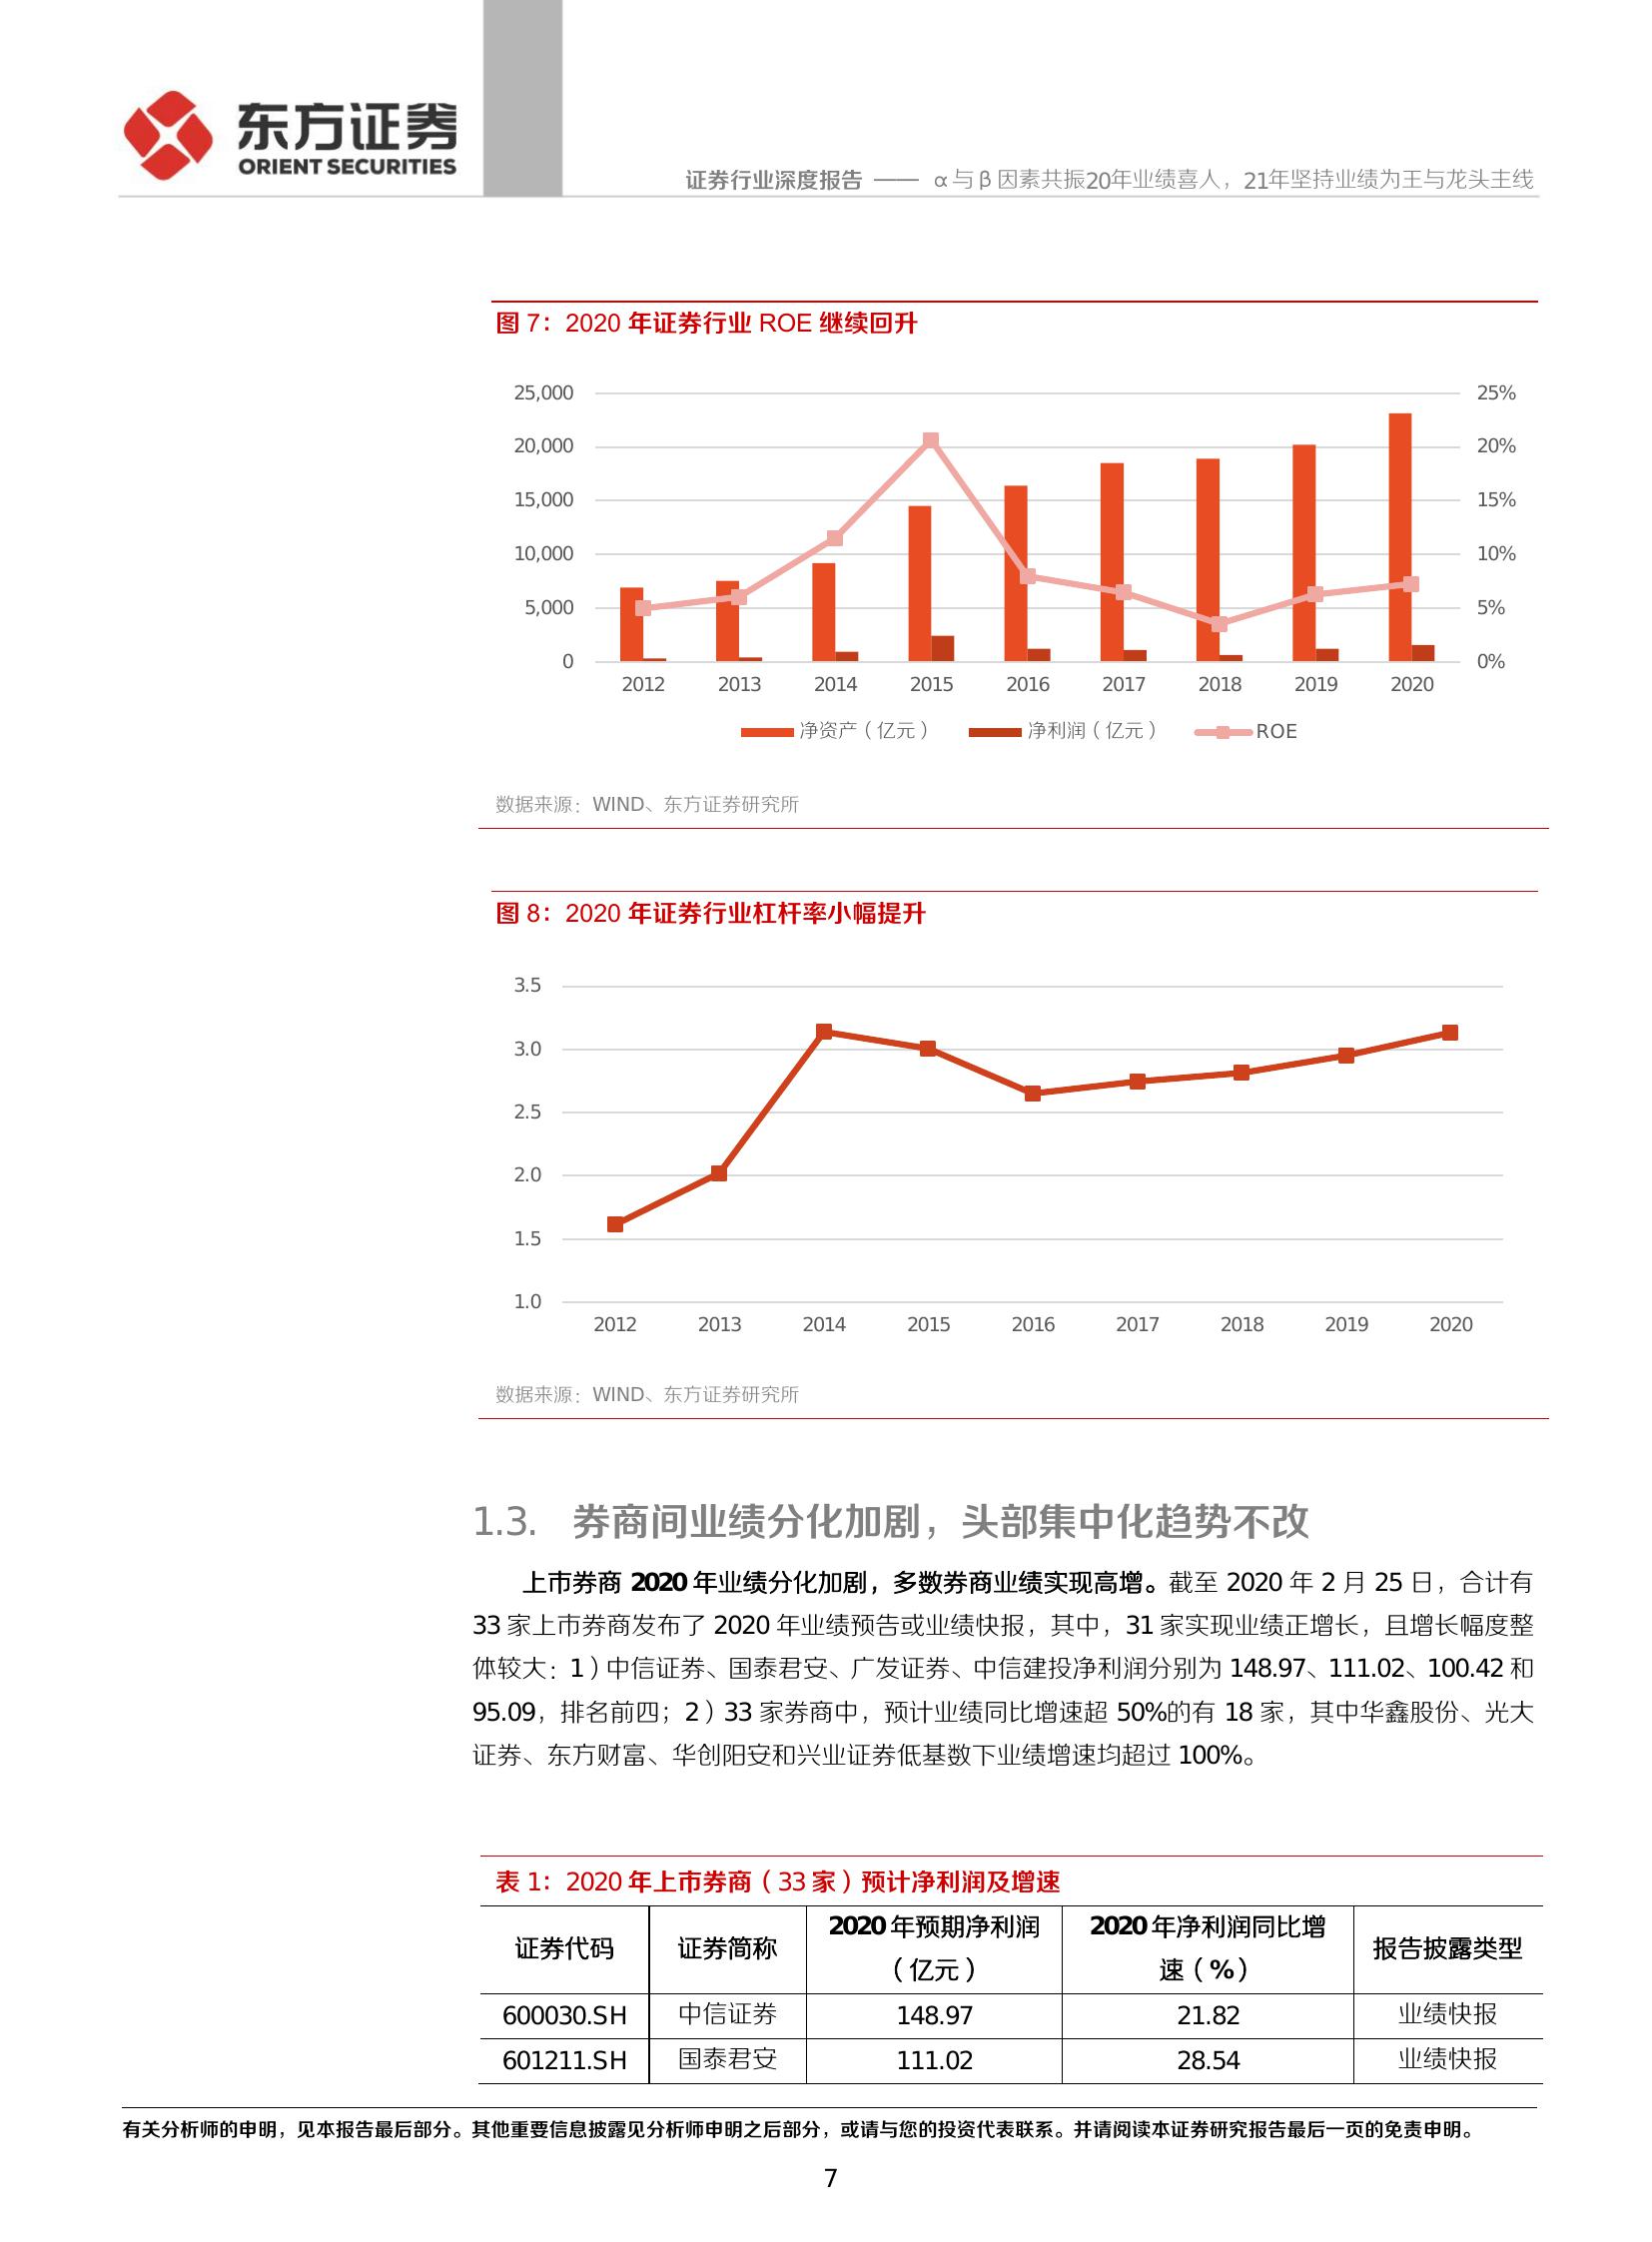 东方证券
ORIENT SECURITIES
证券行业深度报告 —— α与β因素共振20年业绩喜人，21年坚持业绩为王与龙头主线
图 7：2020 年证券行业 ROE 继续回升
25,000
20,000
15,000
10,000
5,000
0
25%
20%
15%
10%
5%
0%
2012 2013 2014 2015 2016 2017 2018 2019 2020
净资产（亿元） 净利润（亿元） ROE
数据来源：WIND、东方证券研究所
图 8：2020 年证券行业杠杆率小幅提升
3.5
3.0
2.5
2.0
1.5
1.0
2012 2013 2014 2015 2016 2017 2018 2019 2020
数据来源：WIND、东方证券研究所
1.3. 券商间业绩分化加剧，头部集中化趋势不改
上市券商 2020 年业绩分化加剧，多数券商业绩实现高增。截至 2020 年 2 月 25 日，合计有
33 家上市券商发布了 2020 年业绩预告或业绩快报，其中，31 家实现业绩正增长，且增长幅度整
体较大：1）中信证券、国泰君安、广发证券、中信建投净利润分别为 148.97、111.02、100.42 和
95.09，排名前四；2）33 家券商中，预计业绩同比增速超 50%的有 18 家，其中华鑫股份、光大
证券、东方财富、华创阳安和兴业证券低基数下业绩增速均超过 100%。
表 1：2020 年上市券商（33 家）预计净利润及增速
证券代码 证券简称 2020 年预期净利润（亿元） 2020 年净利润同比增速（%） 报告披露类型
600030.SH 中信证券 148.97 21.82 业绩快报
601211.SH 国泰君安 111.02 28.54 业绩快报
有关分析师的申明，见本报告最后部分。其他重要信息披露见分析师申明之后部分，或请与您的投资代表联系。并请阅读本证券研究报告最后一页的免责申明。
7